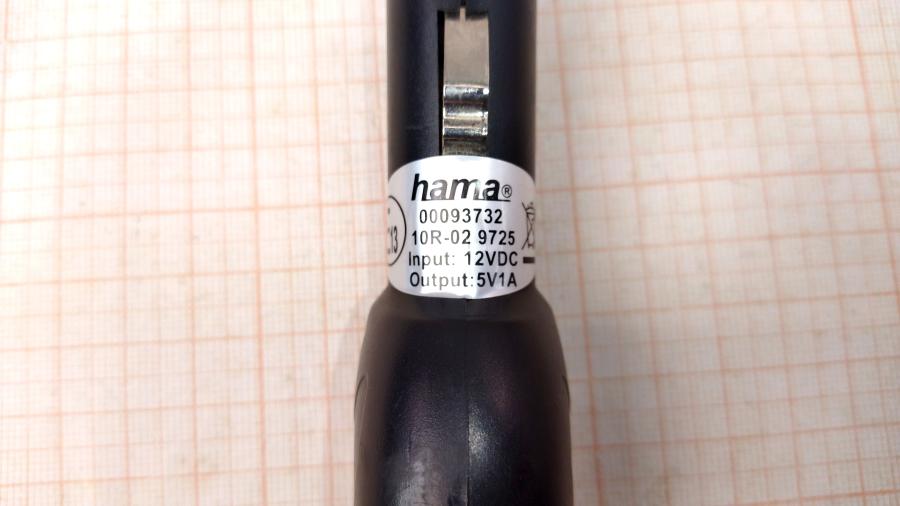 hama®
00093732
10R-02 9725
Input: 12VDC
Output:5V1A